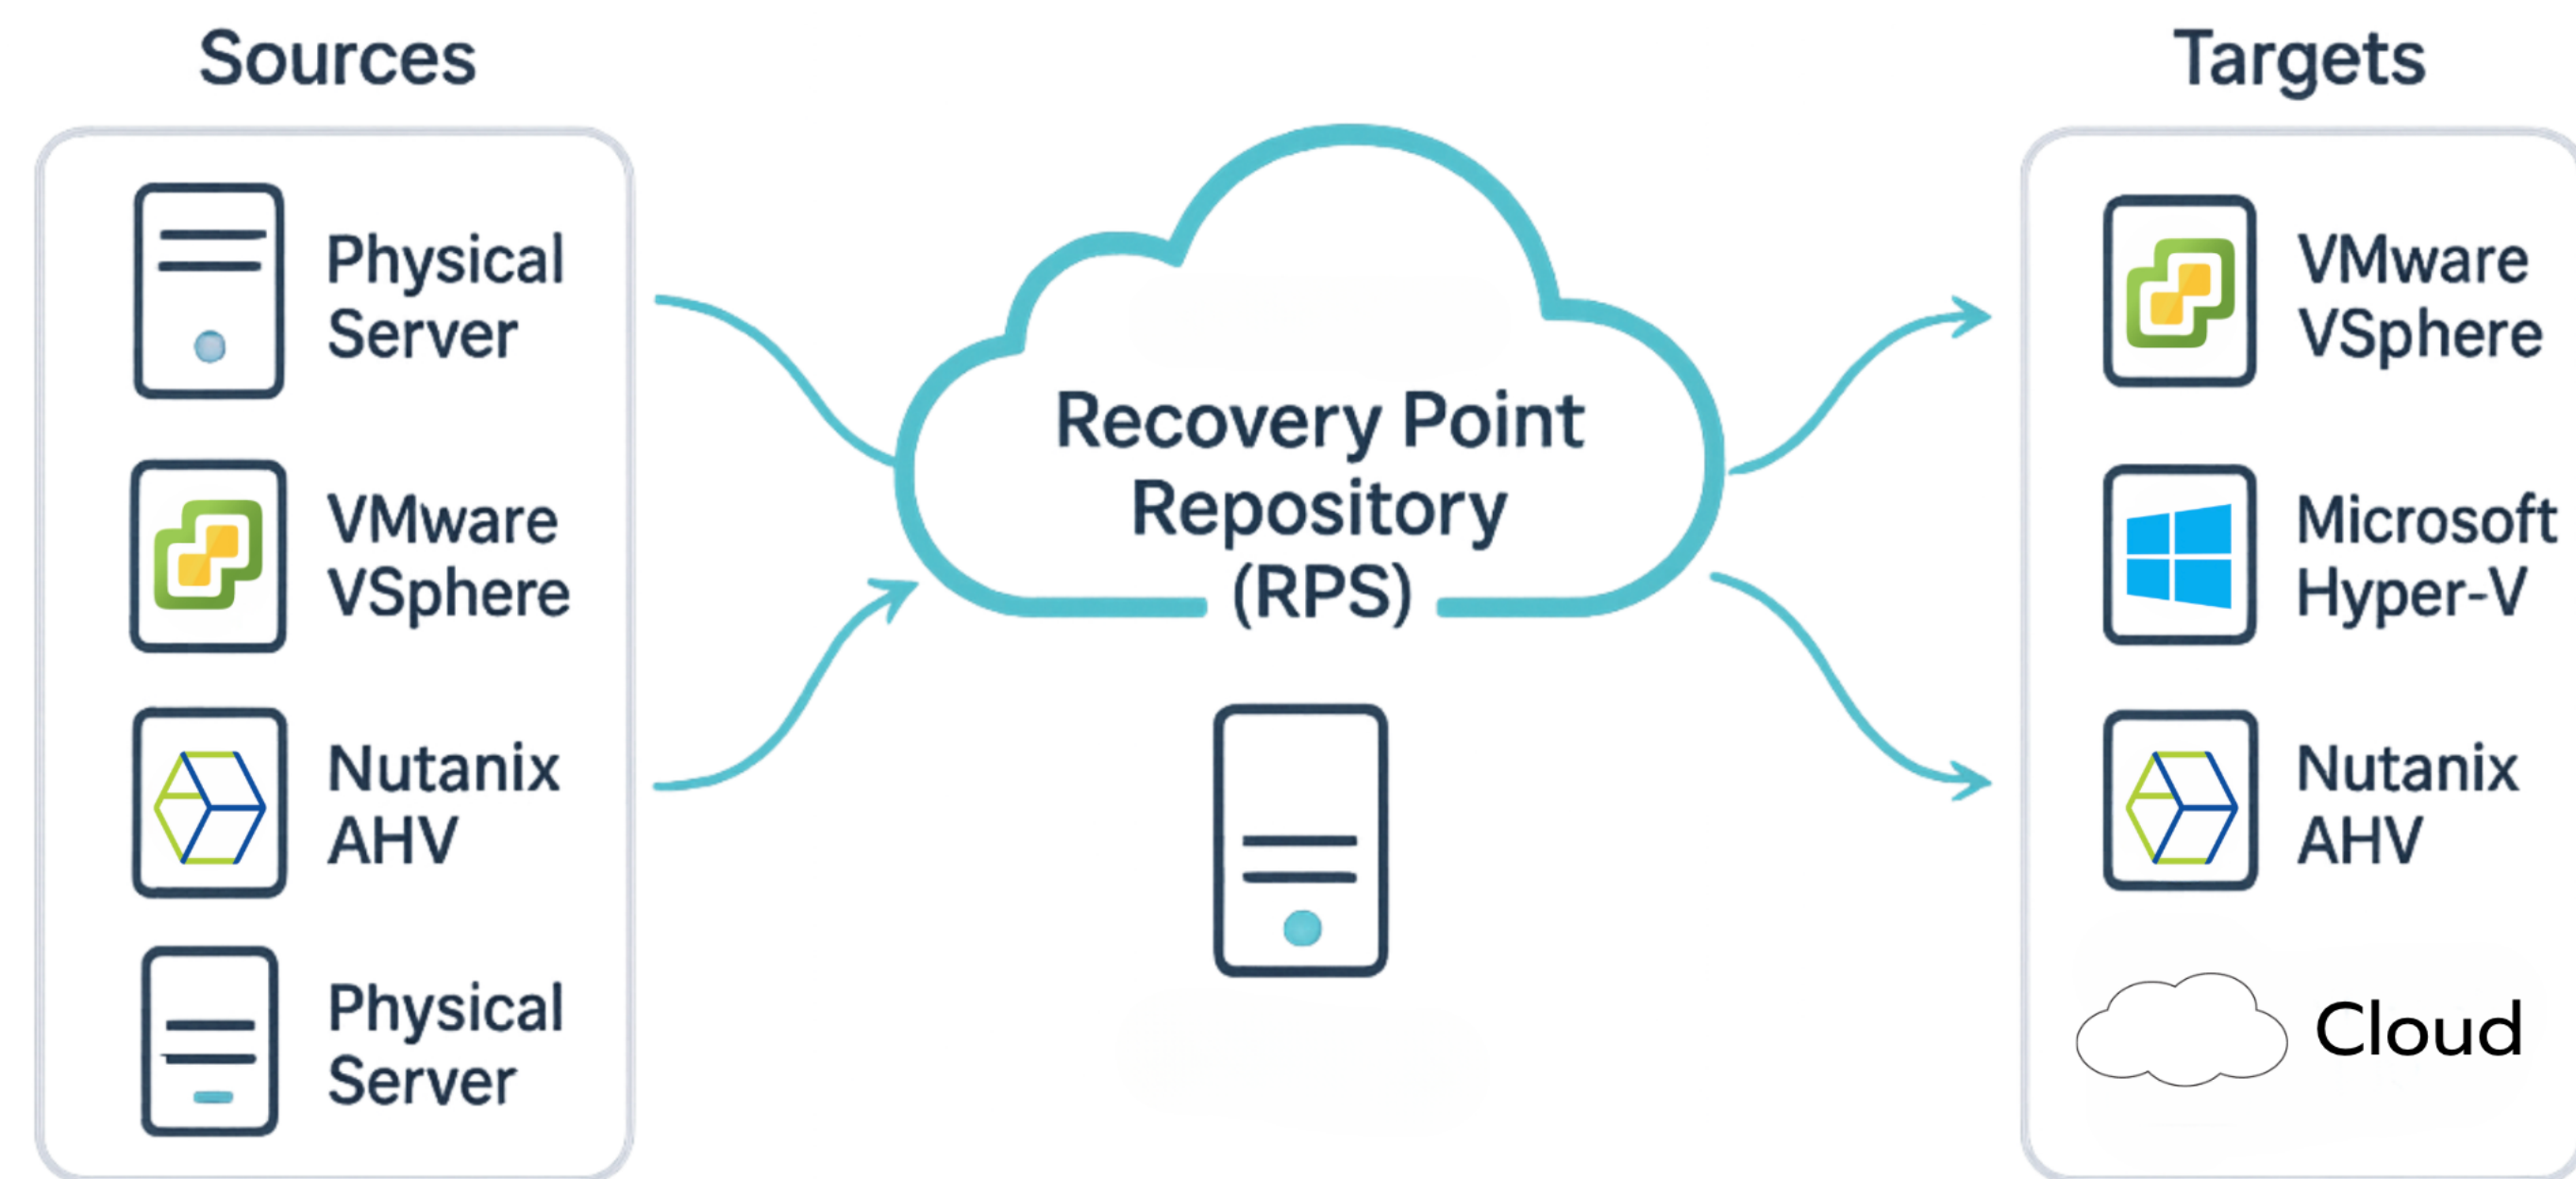 Sources
Physical
Server
VMware
VSphere
Nutanix
AHV
Physical
Server
Recovery Point
Repository
(RPS)
Targets
VMware
VSphere
Microsoft
Hyper-V
Nutanix
AHV
Cloud